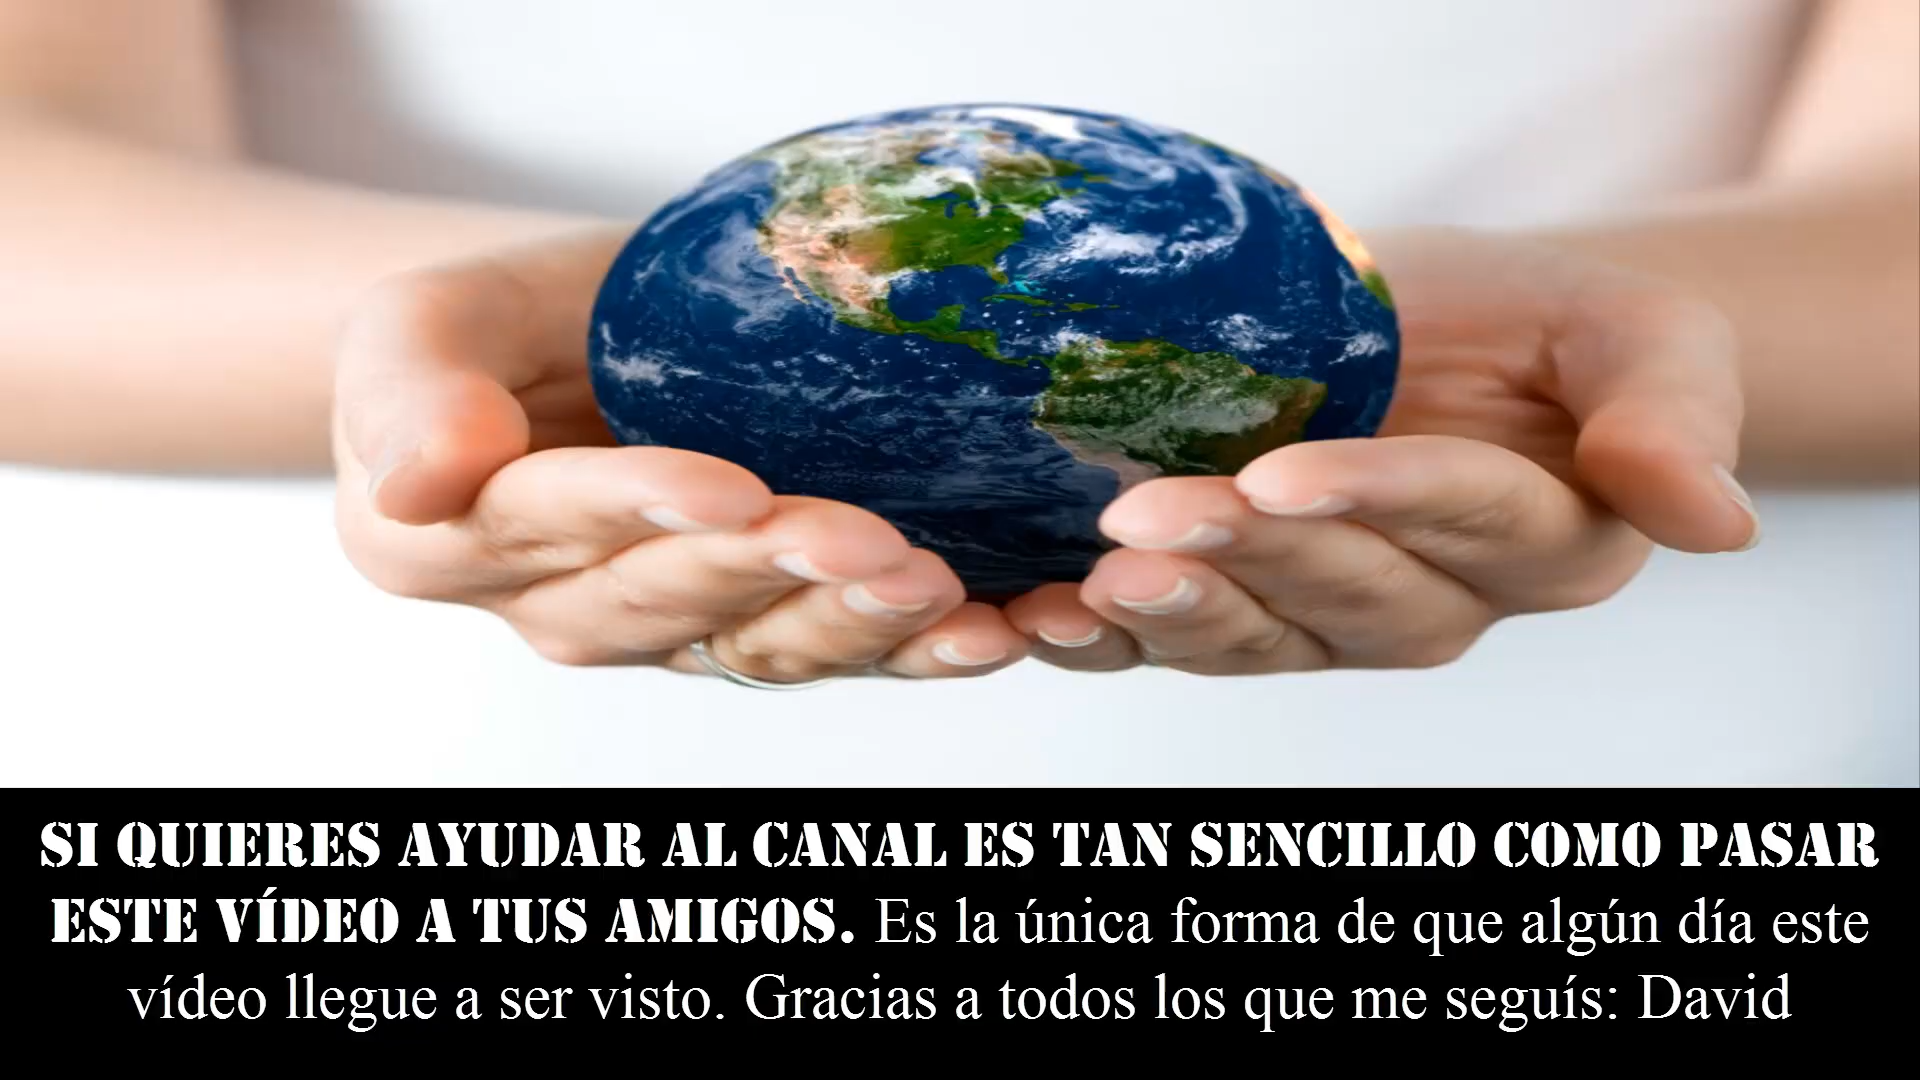 SI QUIERES AYUDAR AL CANAL ES TAN SENCILLO COMO PASAR
ESTE VÍDEO A TUS AMIGOS. Es la única forma de que algún día este
vídeo llegue a ser visto. Gracias a todos los que me seguís: David